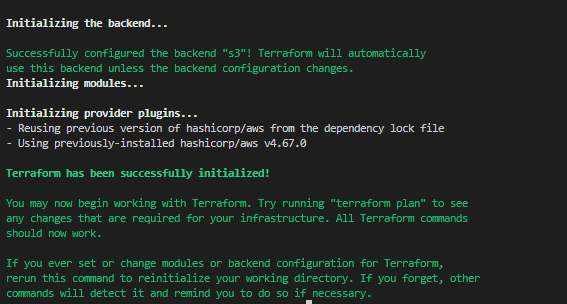 Initializing the backend...
Successfully configured the backend "s3"! Terraform will automatically
use this backend unless the backend configuration changes.
Initializing modules...
Initializing provider plugins...
- Reusing previous version of hashicorp/aws from the dependency lock file
- Using previously-installed hashicorp/aws v4.67.0
Terraform has been successfully initialized!
You may now begin working with Terraform. Try running "terraform plan" to see
any changes that are required for your infrastructure. All Terraform commands
should now work.
If you ever set or change modules or backend configuration for Terraform,
rerun this command to reinitialize your working directory. If you forget, other
commands will detect it and remind you to do so if necessary.